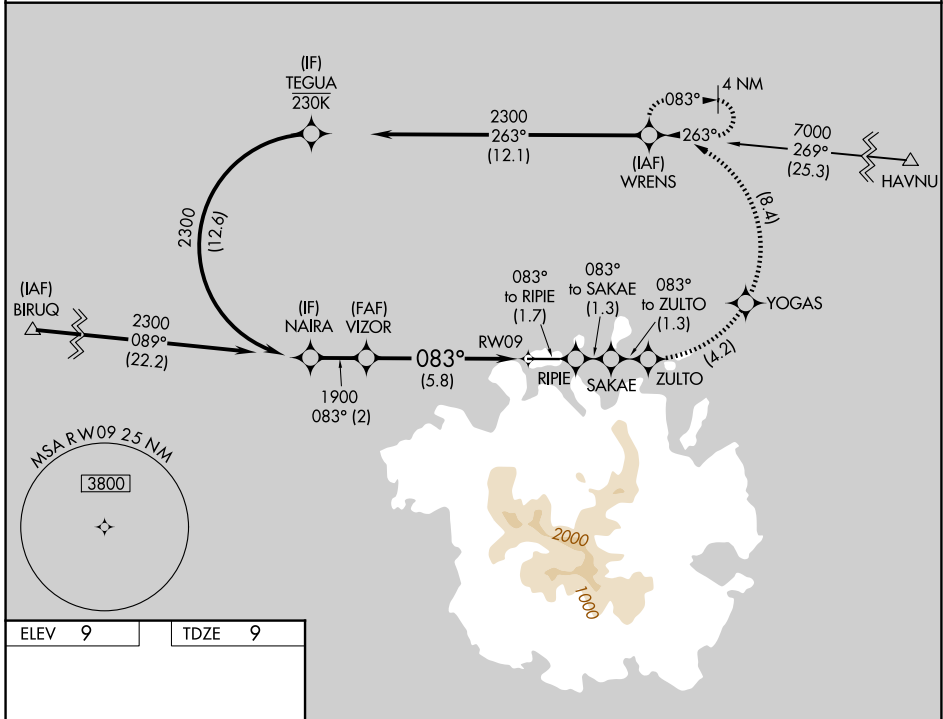 (IF)
TEGUA
230K
2300
263°
(12.1)
083°
4 NM
263°
(IAF)
WRENS
7000
269°
(25.3)
HAVNU
2300
(12.6)
(8.4)
(IAF)
BIRUQ
2300
089°
(22.2)
(IF)
NAIRA
(FAF)
VIZOR
1900
083° (2)
083°
(5.8)
RW09
083°
to RIPIE
(1.7)
083°
to SAKAE
(1.3)
083°
to ZULTO
(1.3)
YOGAS
(4.2)
RIPIE
SAKAE
ZULTO
MSA RW09 25 NM
3800
2000
1000
ELEV 9
TDZE 9